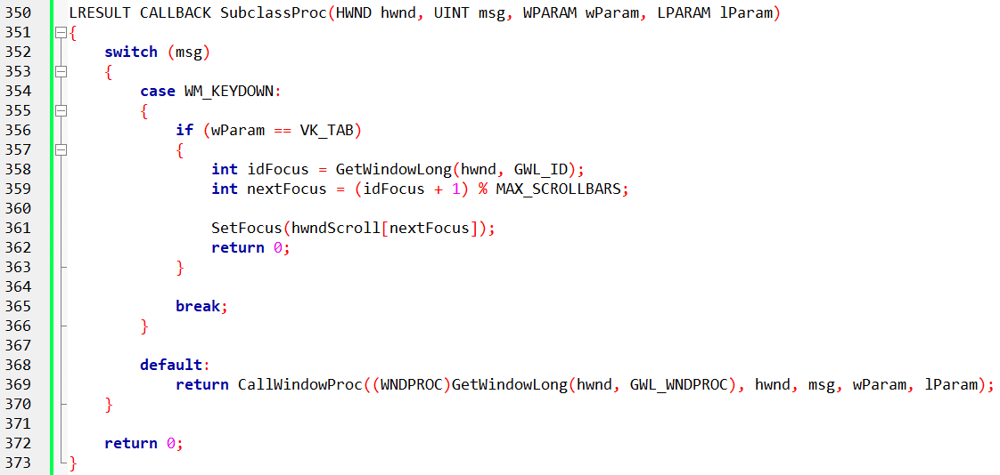 350 LRESULT CALLBACK SubclassProc(HWND hwnd, UINT msg, WPARAM wParam, LPARAM lParam)
351 {
352     switch (msg)
353     {
354         case WM_KEYDOWN:
355         {
356             if (wParam == VK_TAB)
357             {
358                 int idFocus = GetWindowLong(hwnd, GWL_ID);
359                 int nextFocus = (idFocus + 1) % MAX_SCROLLBARS;
360
361                 SetFocus(hwndScroll[nextFocus]);
362                 return 0;
363             }
364
365             break;
366         }
367
368         default:
369             return CallWindowProc((WNDPROC)GetWindowLong(hwnd, GWL_WNDPROC), hwnd, msg, wParam, lParam);
370     }
371
372     return 0;
373 }